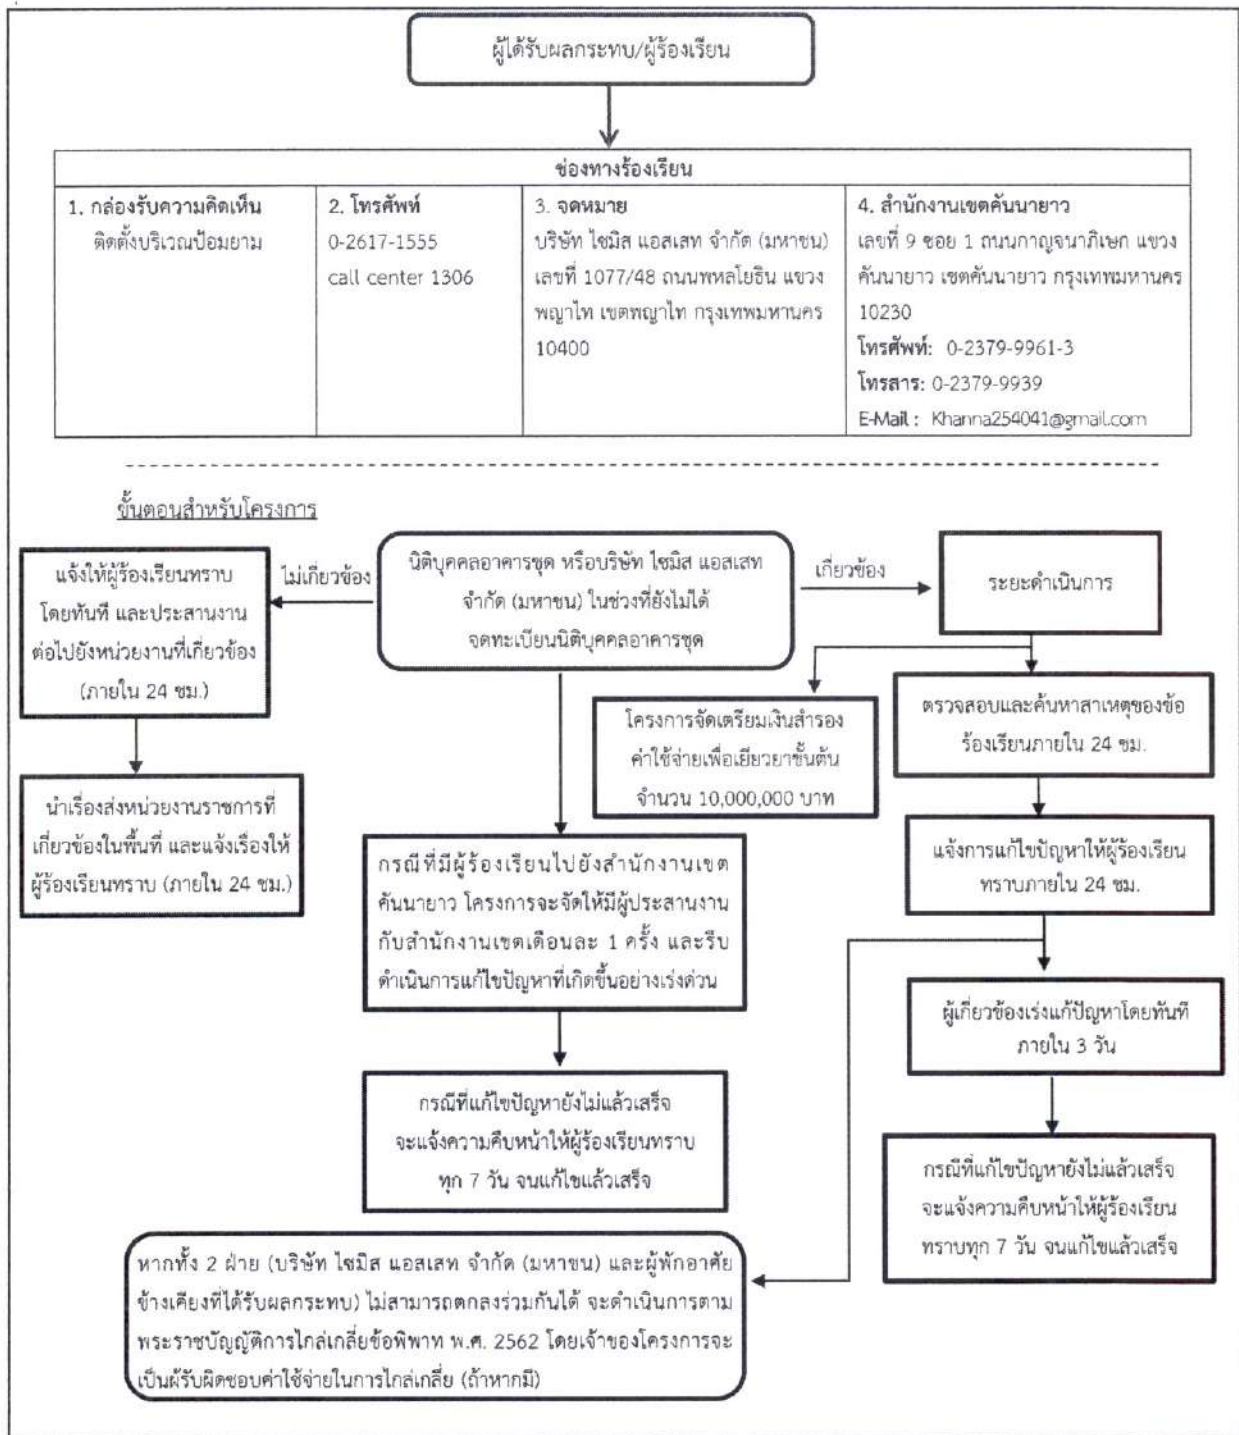 ผู้ได้รับผลกระทบ/ผู้ร้องเรียน
ช่องทางร้องเรียน
1. กล่องรับความคิดเห็น
ติดตั้งบริเวณป้อมยาม
2. โทรศัพท์
0-2617-1555
call center 1306
3. จดหมาย
บริษัท ไซมิส แอสเสท จำกัด (มหาชน)
เลขที่ 1077/48 ถนนพหลโยธิน แขวง
พญาไท เขตพญาไท กรุงเทพมหานคร
10400
4. สำนักงานเขตคันนายาว
เลขที่ 9 ซอย 1 ถนนกาญจนาภิเษก แขวง
คันนายาว เขตคันนายาว กรุงเทพมหานคร
10230
โทรศัพท์: 0-2379-9961-3
โทรสาร: 0-2379-9939
E-Mail : Khanna254041@gmail.com
ขั้นตอนสำหรับโครงการ
แจ้งให้ผู้ร้องเรียนทราบ
โดยทันที และประสานงาน
ต่อไปยังหน่วยงานที่เกี่ยวข้อง
(ภายใน 24 ชม.)
ไม่เกี่ยวข้อง
นิติบุคคลอาคารชุด หรือบริษัท ไซมิส แอสเสท
จำกัด (มหาชน) ในช่วงที่ยังไม่ได้
จดทะเบียนนิติบุคคลอาคารชุด
เกี่ยวข้อง
ระยะดำเนินการ
โครงการจัดเตรียมเงินสำรอง
ค่าใช้จ่ายเพื่อเยียวยาขั้นต้น
จำนวน 10,000,000 บาท
ตรวจสอบและค้นหาสาเหตุของข้อ
ร้องเรียนภายใน 24 ชม.
นำเรื่องส่งหน่วยงานราชการที่
เกี่ยวข้องในพื้นที่ และแจ้งเรื่องให้
ผู้ร้องเรียนทราบ (ภายใน 24 ชม.)
กรณีที่มีผู้ร้องเรียนไปยังสำนักงานเขต
คันนายาว โครงการจะจัดให้มีผู้ประสานงาน
กับสำนักงานเขตเดือนละ 1 ครั้ง และรีบ
ดำเนินการแก้ไขปัญหาที่เกิดขึ้นอย่างเร่งด่วน
แจ้งการแก้ไขปัญหาให้ผู้ร้องเรียน
ทราบภายใน 24 ชม.
ผู้เกี่ยวข้องเร่งแก้ปัญหาโดยทันที
ภายใน 3 วัน
กรณีที่แก้ไขปัญหายังไม่แล้วเสร็จ
จะแจ้งความคืบหน้าให้ผู้ร้องเรียนทราบ
ทุก 7 วัน จนแก้ไขแล้วเสร็จ
กรณีที่แก้ไขปัญหายังไม่แล้วเสร็จ
จะแจ้งความคืบหน้าให้ผู้ร้องเรียน
ทราบทุก 7 วัน จนแก้ไขแล้วเสร็จ
หากทั้ง 2 ฝ่าย (บริษัท ไซมิส แอสเสท จำกัด (มหาชน) และผู้พักอาศัย
ข้างเคียงที่ได้รับผลกระทบ) ไม่สามารถตกลงร่วมกันได้ จะดำเนินการตาม
พระราชบัญญัติการไกล่เกลี่ยข้อพิพาท พ.ศ. 2562 โดยเจ้าของโครงการจะ
เป็นผู้รับผิดชอบค่าใช้จ่ายในการไกล่เกลี่ย (ถ้าหากมี)